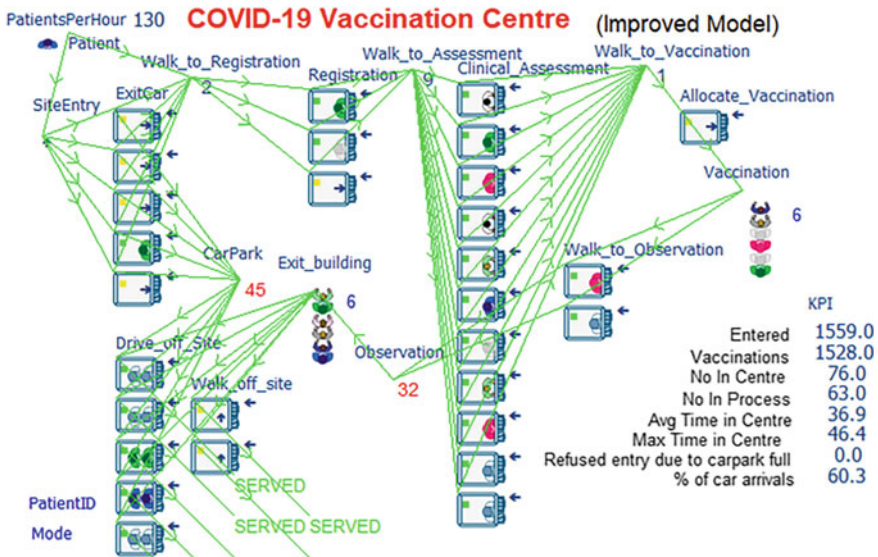 PatientsPerHour 130
COVID-19 Vaccination Centre (Improved Model)
Patient
Walk_to_Registration
2
Registration
Walk_to_Assessment
9
Clinical_Assessment
Walk_to_Vaccination
1
Allocate_Vaccination
SiteEntry
ExitCar
Vaccination
6
CarPark
45
Exit_building
6
Walk_to_Observation
Observation
32
Drive_off_Site
Walk_off_site
SERVED
SERVED SERVED
PatientID
Mode
KPI
Entered 1559.0
Vaccinations 1528.0
No In Centre 76.0
No In Process 63.0
Avg Time in Centre 36.9
Max Time in Centre 46.4
Refused entry due to carpark full 0.0
% of car arrivals 60.3